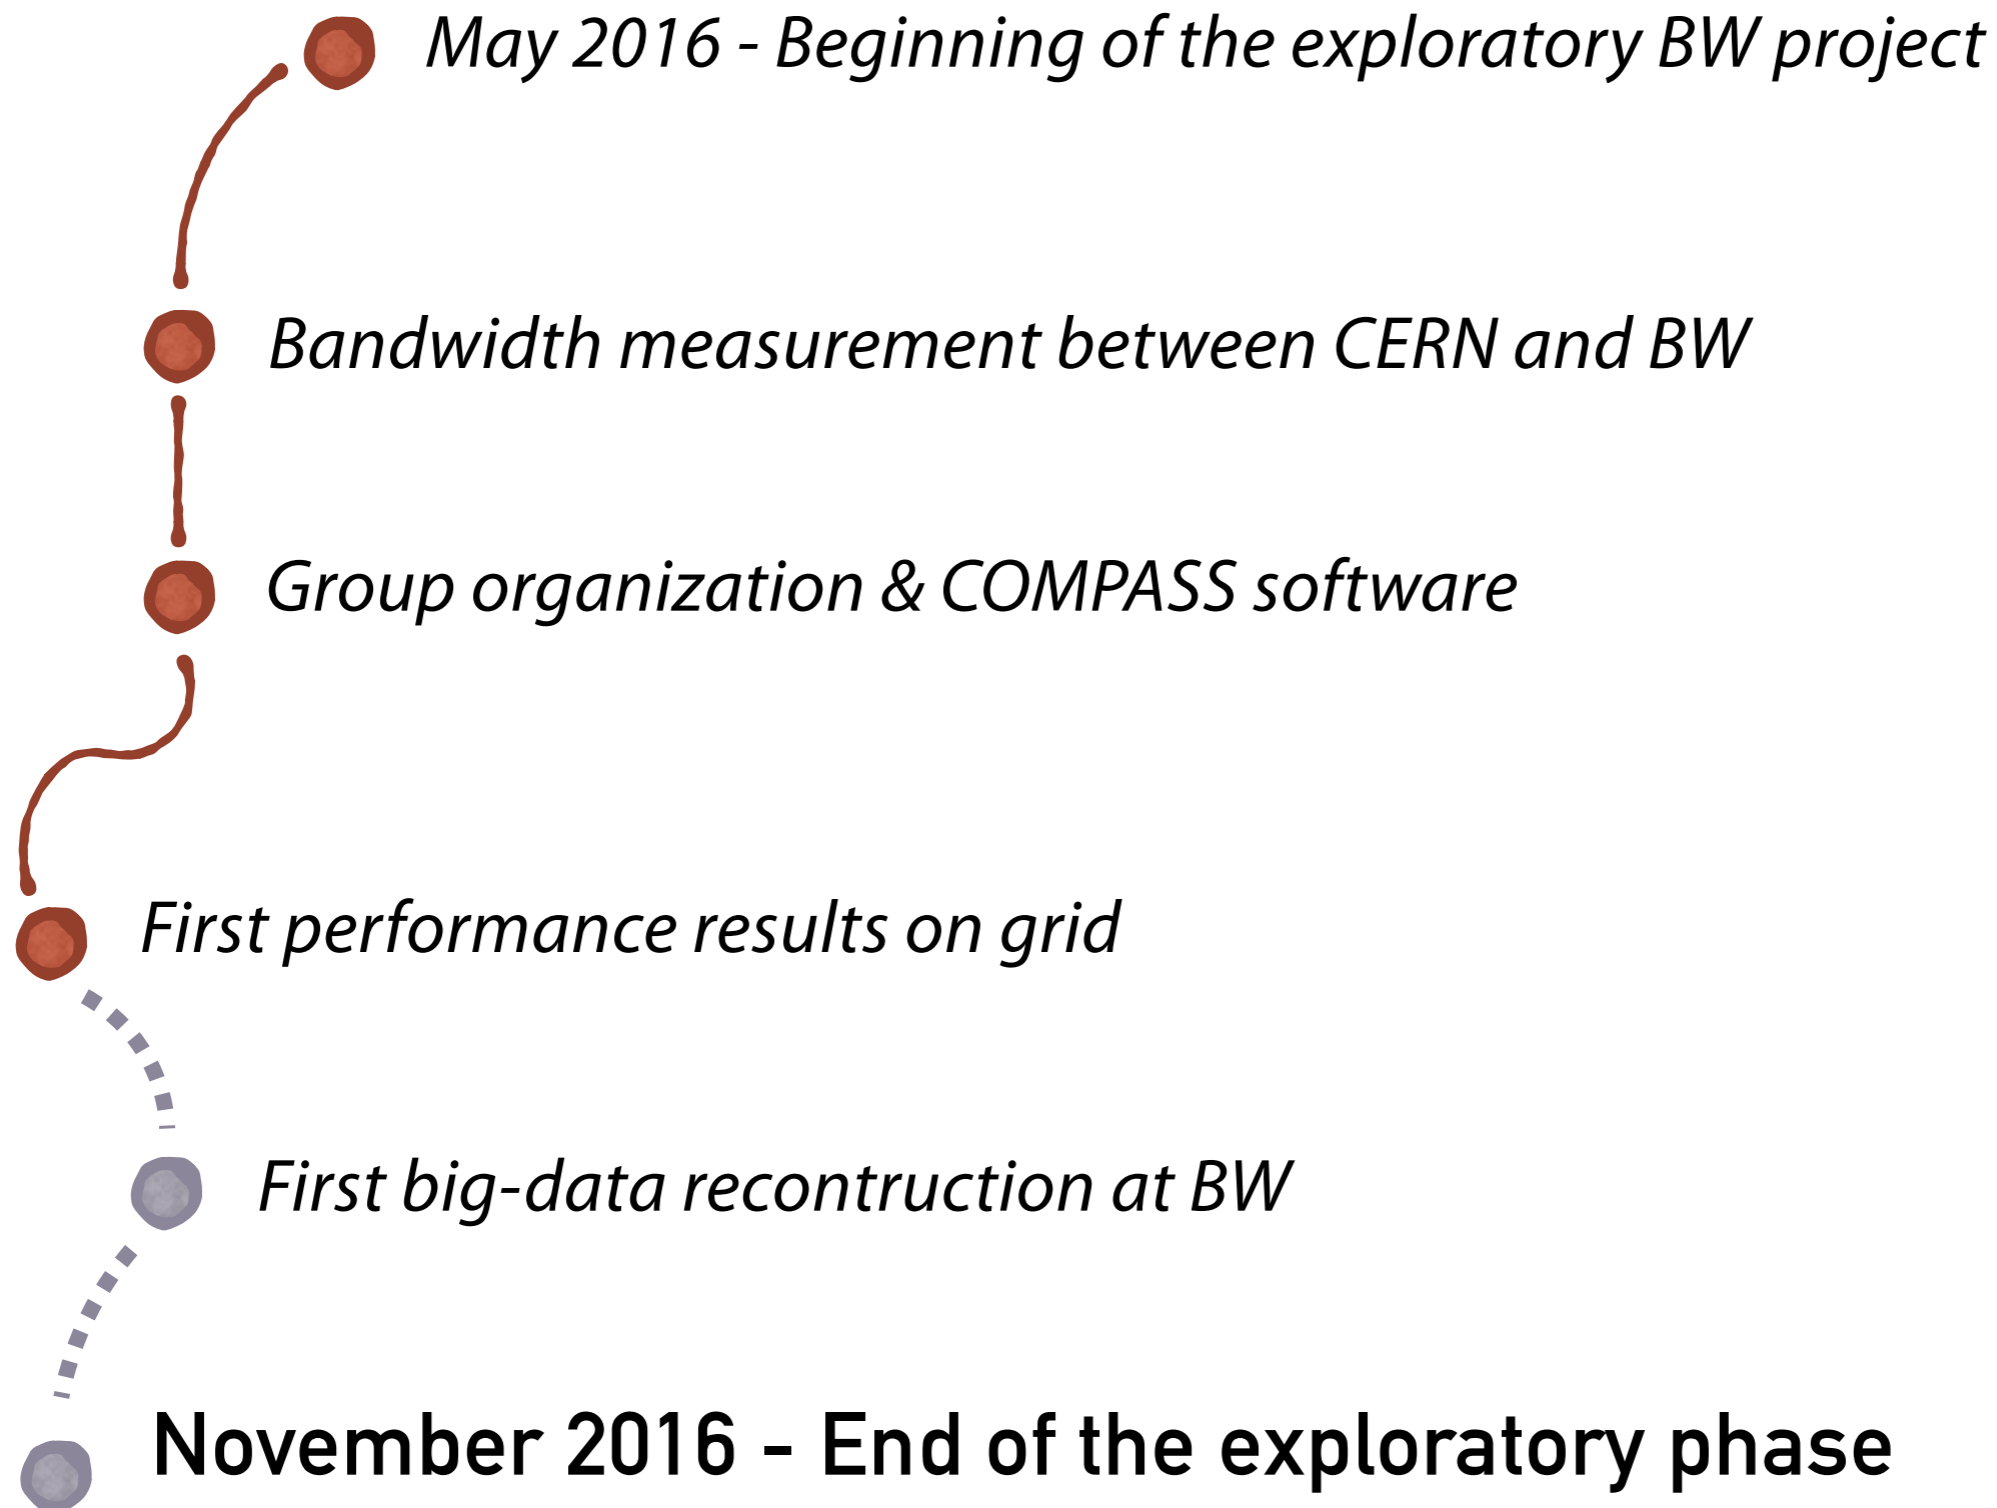 May 2016 - Beginning of the exploratory BW project
Bandwidth measurement between CERN and BW
Group organization & COMPASS software
First performance results on grid
First big-data recontruction at BW
November 2016 - End of the exploratory phase